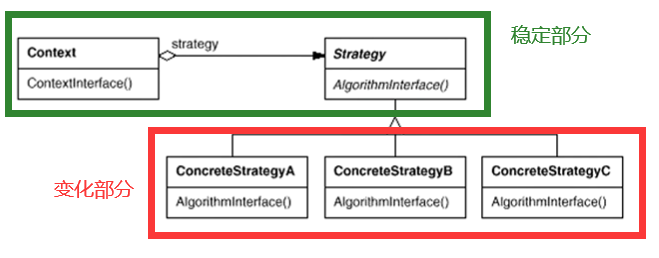 稳定部分
strategy
Context
ContextInterface()
Strategy
AlgorithmInterface()
变化部分
ConcreteStrategyA
AlgorithmInterface()
ConcreteStrategyB
AlgorithmInterface()
ConcreteStrategyC
AlgorithmInterface()